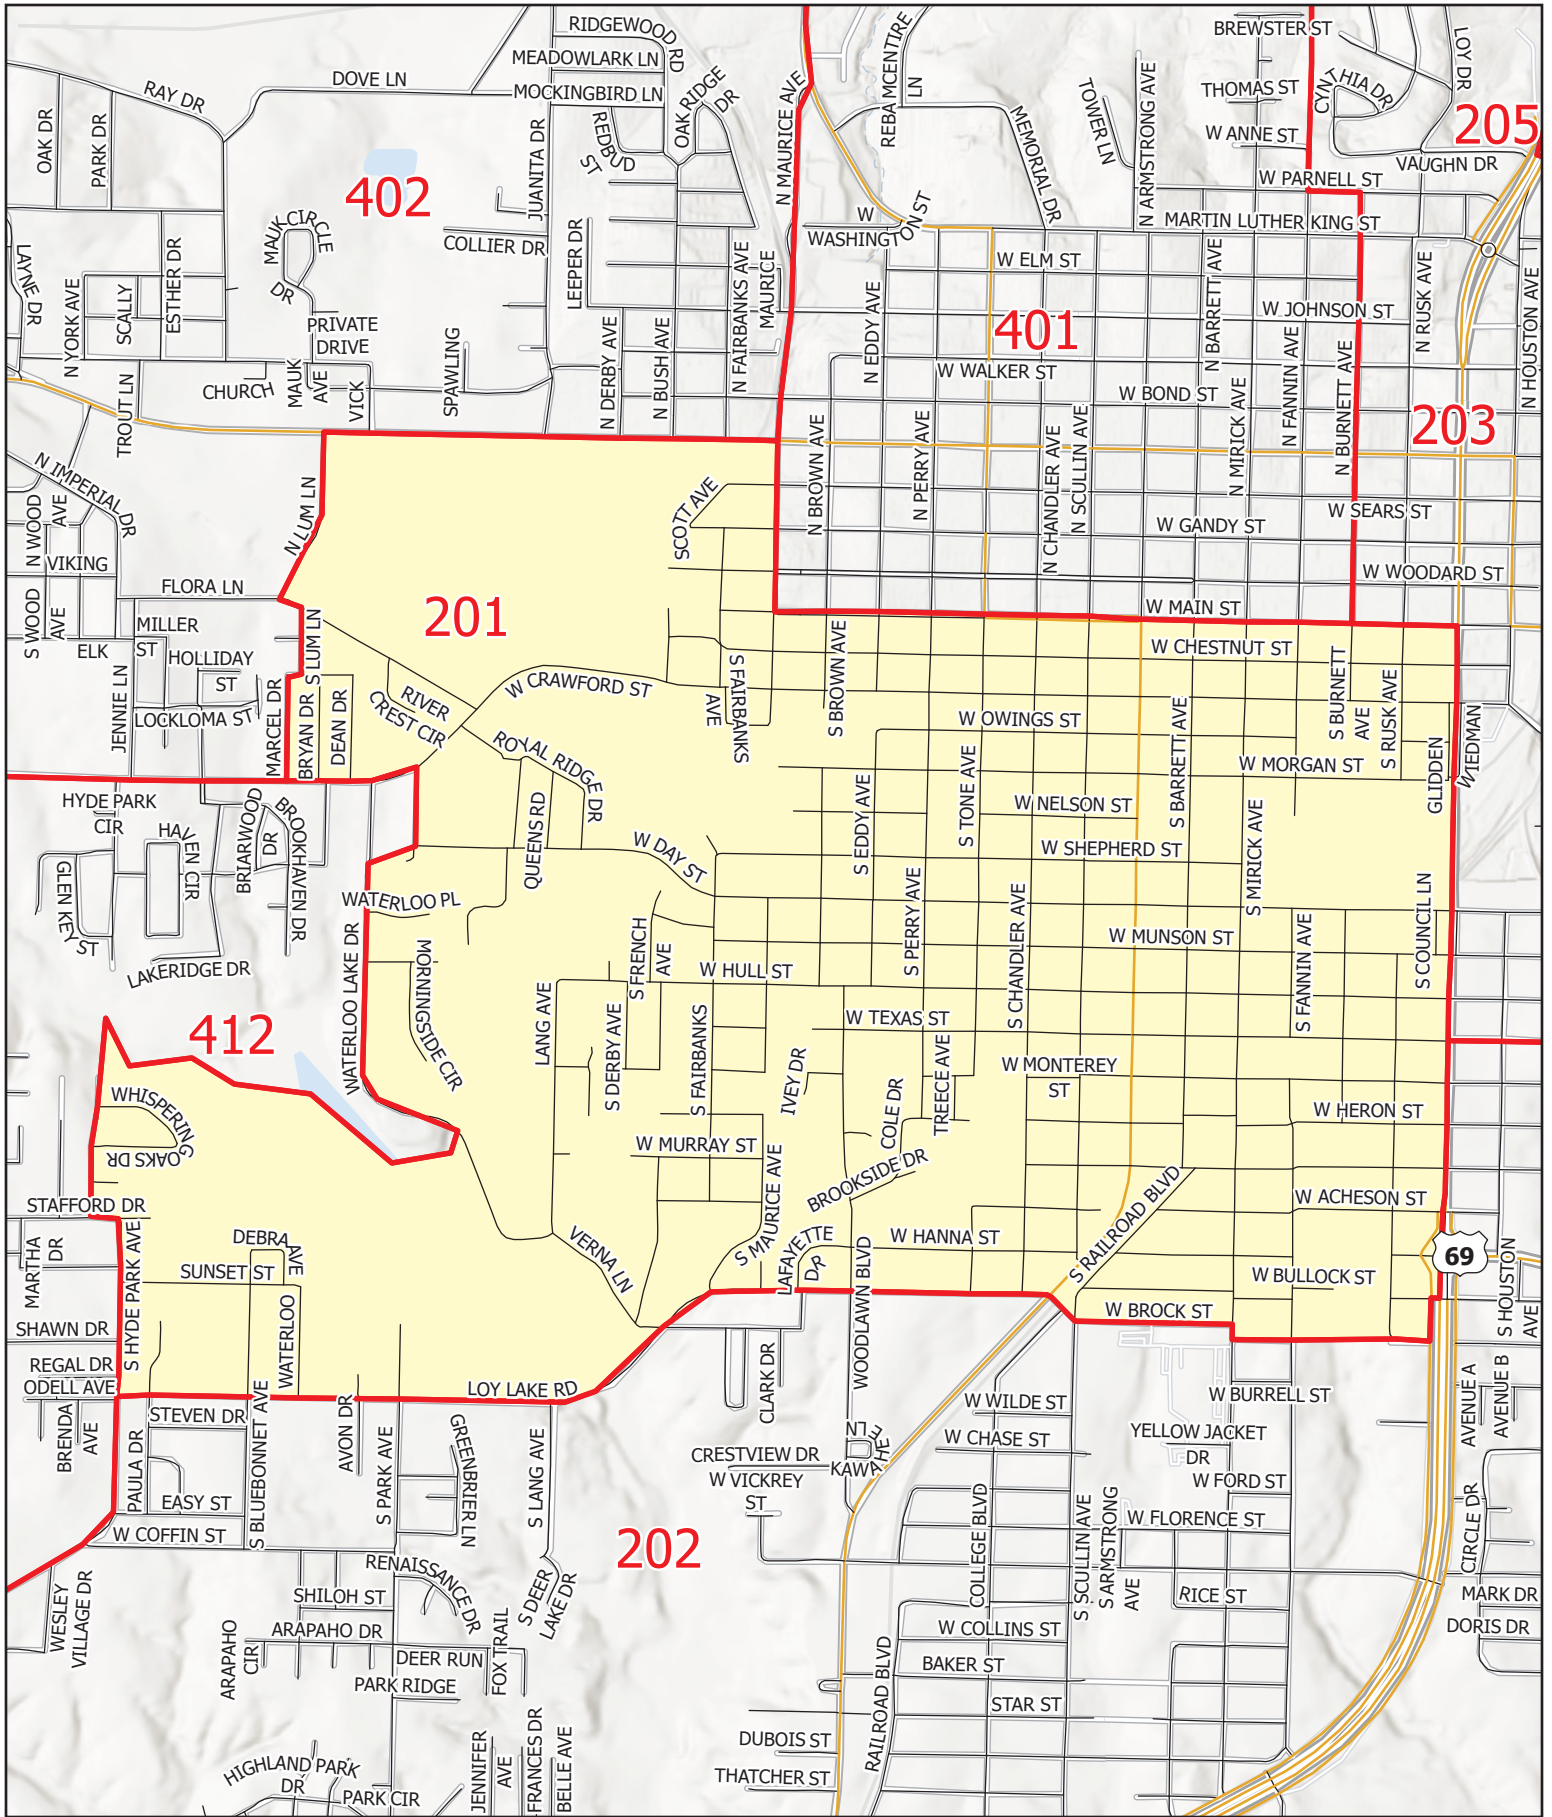 RIDGEWOOD RD
BREWSTER ST
LOY DR
MEADOWLARK LN
DOVE LN
RAY DR
MOCKINGBIRD LN
OAK RIDGE DR
N MAURICE AVE
REBA MCENTIRE LN
TOWER LN
N ARMSTRONG AVE
THOMAS ST
CYNTHIA DR
205
OAK DR
PARK DR
REDBUD ST
MEMORIAL DR
W ANNE ST
VAUGHN DR
402
JUANITA DR
W PARNELL ST
MAUK CIRCLE DR
COLLIER DR
LEEPER DR
W WASHINGTON ST
MARTIN LUTHER KING ST
LAYNE DR
N YORK AVE
SCALLY
ESTHER DR
N FAIRBANKS AVE
MAURICE
W ELM ST
N BARRETT AVE
N RUSK AVE
N HOUSTON AVE
PRIVATE DRIVE
N EDDY AVE
401
W JOHNSON ST
N DERBY AVE
N BUSH AVE
SPAWLING
CHURCH
MAUK AVE
VICK
W WALKER ST
N FANNIN AVE
N BURNETT AVE
TROUT LN
W BOND ST
N MIRICK AVE
203
N BROWN AVE
N PERRY AVE
N CHANDLER AVE
N SCULLIN AVE
N IMPERIAL DR
N LUM LN
SCOTT AVE
N WOOD AVE
W SEARS ST
W GANDY ST
VIKING
FLORA LN
W WOODARD ST
S WOOD AVE
201
W MAIN ST
MILLER ST
ELK
S LUM LN
S BROWN AVE
W CHESTNUT ST
HOLLIDAY ST
S FAIRBANKS AVE
W CRAWFORD ST
RIVER CREST CIR
S BURNETT AVE
S RUSK AVE
JENNIE LN
LOCKLOMA ST
MARCEL DR
BRYAN DR
DEAN DR
W OWINGS ST
S BARRETT AVE
WIEDMAN
ROYAL RIDGE DR
S TONE AVE
W MORGAN ST
GLIDDEN
HYDE PARK CIR
BRIARWOOD DR
BROOKHAVEN DR
HAVEN CIR
QUEENS RD
S EDDY AVE
W NELSON ST
S MIRICK AVE
W DAY ST
W SHEPHERD ST
GLEN KEY ST
WATERLOO PL
S PERRY AVE
S CHANDLER AVE
S COUNCIL LN
WATERLOO LAKE DR
MORNINGSIDE CIR
S FRENCH AVE
W MUNSON ST
S FANNIN AVE
LAKERIDGE DR
W HULL ST
412
LANG AVE
S DERBY AVE
S FAIRBANKS
W TEXAS ST
TREECE AVE
IVEY DR
COLE DR
W MONTEREY ST
WHISPERING OAKS DR
W HERON ST
W MURRAY ST
S MAURICE AVE
BROOKSIDE DR
STAFFORD DR
W ACHESON ST
S RAILROAD BLVD
MARTHA DR
S HYDE PARK AVE
DEBRA AVE
VERNA LN
LAFAYETTE DR
W HANNA ST
69
SUNSET ST
WOODLAWN BLVD
W BULLOCK ST
S HOUSTON AVE
WATERLOO
W BROCK ST
SHAWN DR
REGAL DR
ODELL AVE
LOY LAKE RD
CLARK DR
AVENUE A
AVENUE B
BRENDA AVE
STEVEN DR
S BLUEBONNET AVE
AVON DR
S PARK AVE
GREENBRIER LN
W WILDE ST
W BURRELL ST
PAULA DR
S LANG AVE
CRESTVIEW DR
KAWAHE ELN
W CHASE ST
YELLOW JACKET DR
W VICKREY ST
W FORD ST
EASY ST
W COFFIN ST
202
COLLEGE BLVD
S SCULLIN AVE
S ARMSTRONG AVE
W FLORENCE ST
CIRCLE DR
WESLEY VILLAGE DR
RENAISSANCE DR
S DEER LAKE DR
SHILOH ST
RICE ST
MARK DR
ARAPAHO CIR
ARAPAHO DR
DEER RUN
FOX TRAIL
W COLLINS ST
DORIS DR
RAILROAD BLVD
BAKER ST
PARK RIDGE
STAR ST
JENNIFER AVE
FRANCES DR
BELLE AVE
DUBOIS ST
HIGHLAND PARK DR
THATCHER ST
PARK CIR